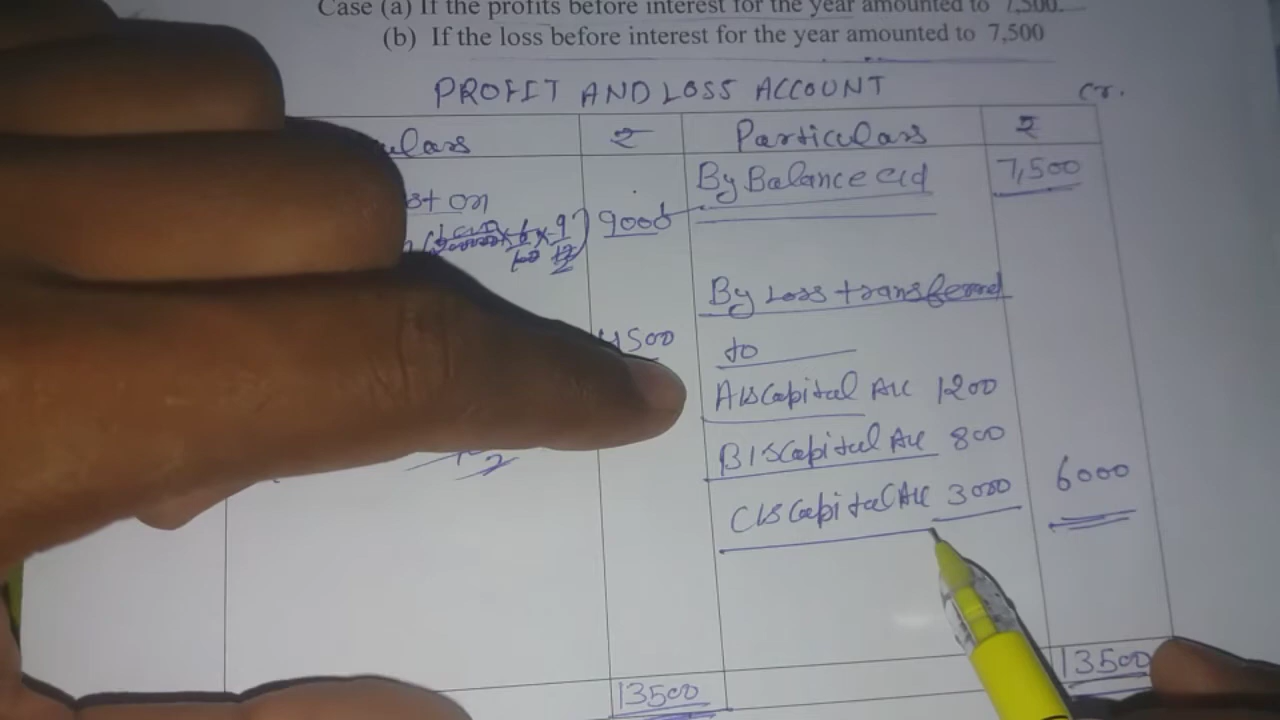 Case (a) If the profits before interest for the year amounted to 7,500.
(b) If the loss before interest for the year amounted to 7,500
PROFIT AND LOSS ACCOUNT
Cr.
₹ Particulars ₹
By Balance c/d 7,500
on
9000
By Loss transferred
4500
to
A/s Capital A/c 1200
B/s Capital A/c 800
C/s Capital A/c 3000 6000
13500 13500